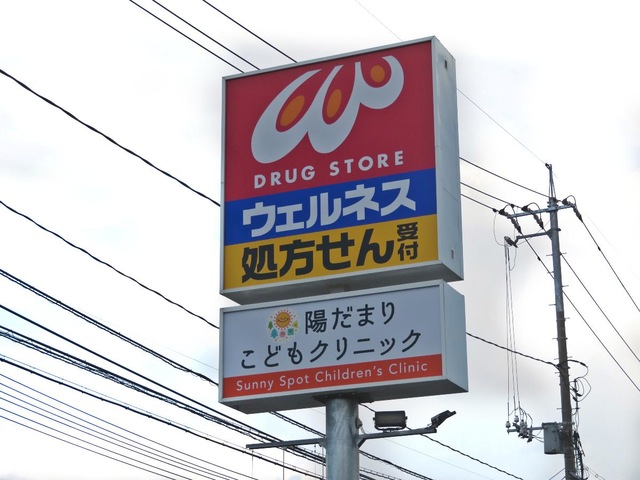 DRUG STORE
ウェルネス
処方せん受付
陽だまり
こどもクリニック
Sunny Spot Children's Clinic